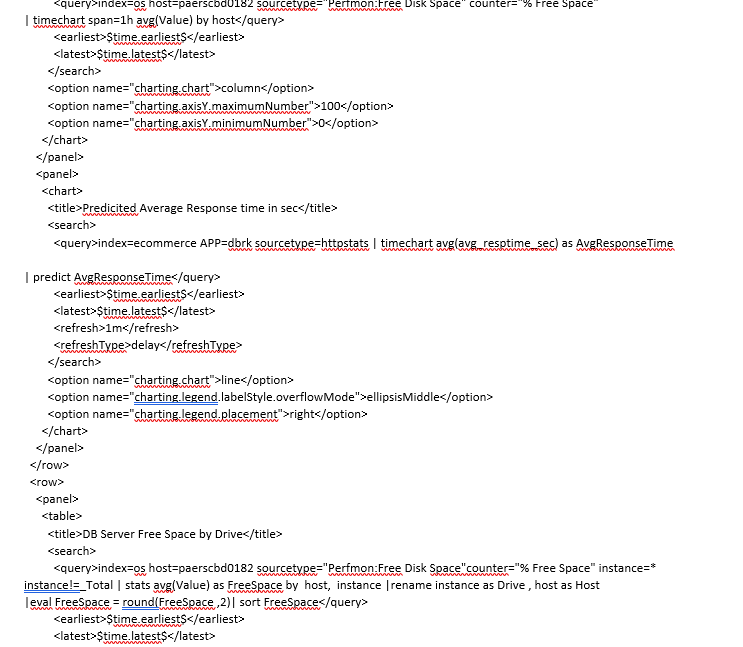 <query>index=os host=paerscbd0182 sourcetype="Perfmon:Free Disk Space" counter="% Free Space"
| timechart span=1h avg(Value) by host</query>
<earliest>$time.earliest$</earliest>
<latest>$time.latest$</latest>
</search>
<option name="charting.chart">column</option>
<option name="charting.axisY.maximumNumber">100</option>
<option name="charting.axisY.minimumNumber">0</option>
</chart>
</panel>
<panel>
<chart>
<title>Predicited Average Response time in sec</title>
<search>
<query>index=ecommerce APP=dbrk sourcetype=httpstats | timechart avg(avg_resptime_sec) as AvgResponseTime
| predict AvgResponseTime</query>
<earliest>$time.earliest$</earliest>
<latest>$time.latest$</latest>
<refresh>1m</refresh>
<refreshType>delay</refreshType>
</search>
<option name="charting.chart">line</option>
<option name="charting.legend.labelStyle.overflowMode">ellipsisMiddle</option>
<option name="charting.legend.placement">right</option>
</chart>
</panel>
</row>
<row>
<panel>
<table>
<title>DB Server Free Space by Drive</title>
<search>
<query>index=os host=paerscbd0182 sourcetype="Perfmon:Free Disk Space"counter="% Free Space" instance=*
instance!=_Total | stats avg(Value) as FreeSpace by  host,  instance |rename instance as Drive , host as Host
|eval FreeSpace = round(FreeSpace ,2)| sort FreeSpace</query>
<earliest>$time.earliest$</earliest>
<latest>$time.latest$</latest>